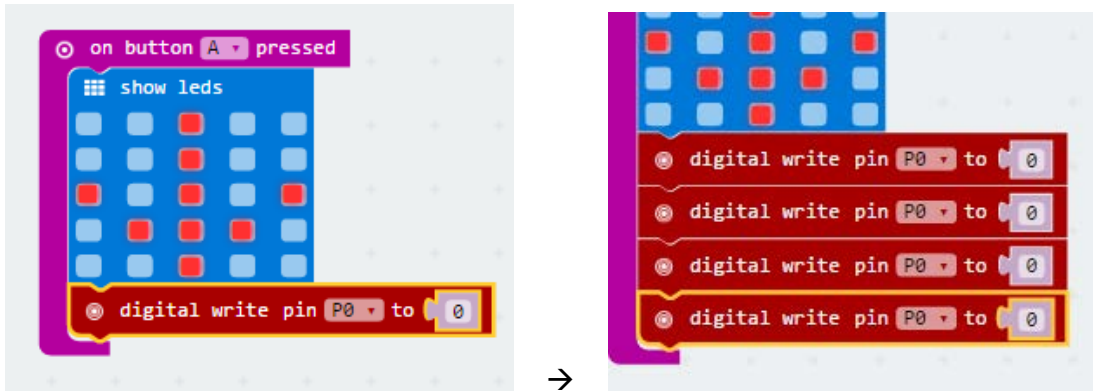 on button A pressed
show leds
digital write pin P0 to 0
→
digital write pin P0 to 0
digital write pin P0 to 0
digital write pin P0 to 0
digital write pin P0 to 0